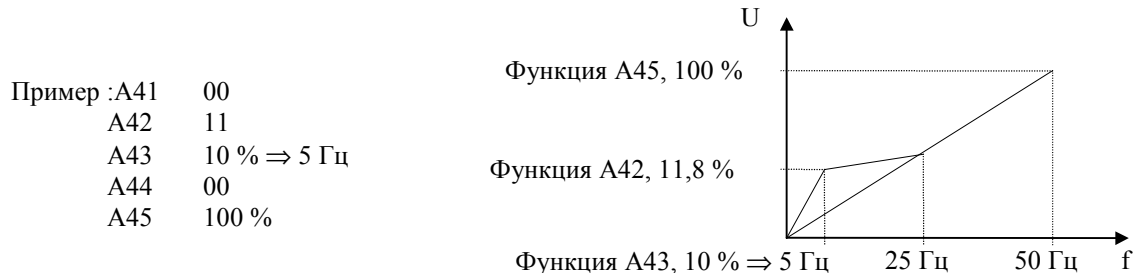 Пример :A41 00
A42 11
A43 10 % ⇒ 5 Гц
A44 00
A45 100 %
U
Функция A45, 100 %
Функция A42, 11,8 %
Функция A43, 10 % ⇒ 5 Гц 25 Гц 50 Гц f